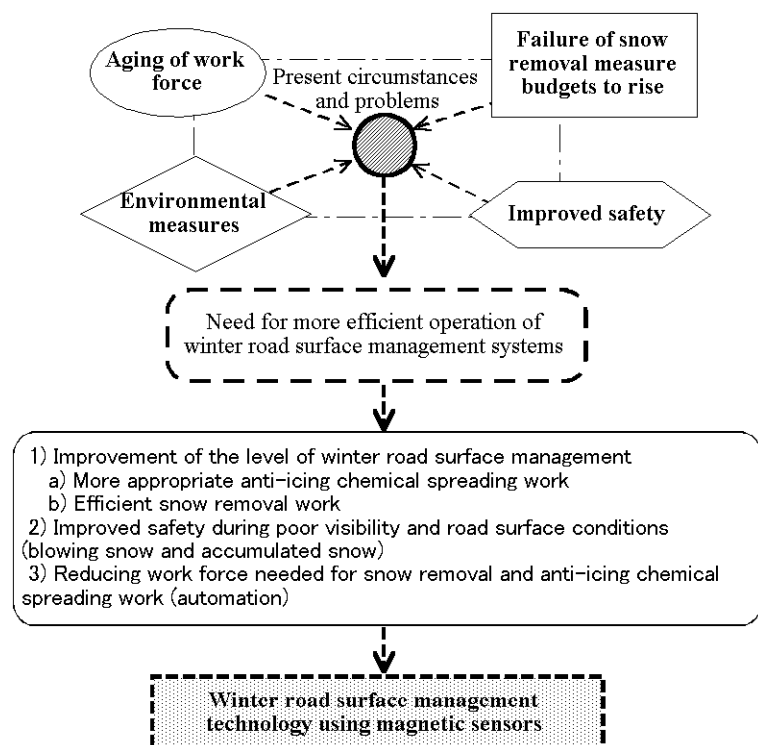 Aging of work
force
Present circumstances
and problems
Failure of snow
removal measure
budgets to rise
Environmental
measures
Improved safety
Need for more efficient operation of
winter road surface management systems
1) Improvement of the level of winter road surface management
a) More appropriate anti-icing chemical spreading work
b) Efficient snow removal work
2) Improved safety during poor visibility and road surface conditions
(blowing snow and accumulated snow)
3) Reducing work force needed for snow removal and anti-icing chemical
spreading work (automation)
Winter road surface management
technology using magnetic sensors